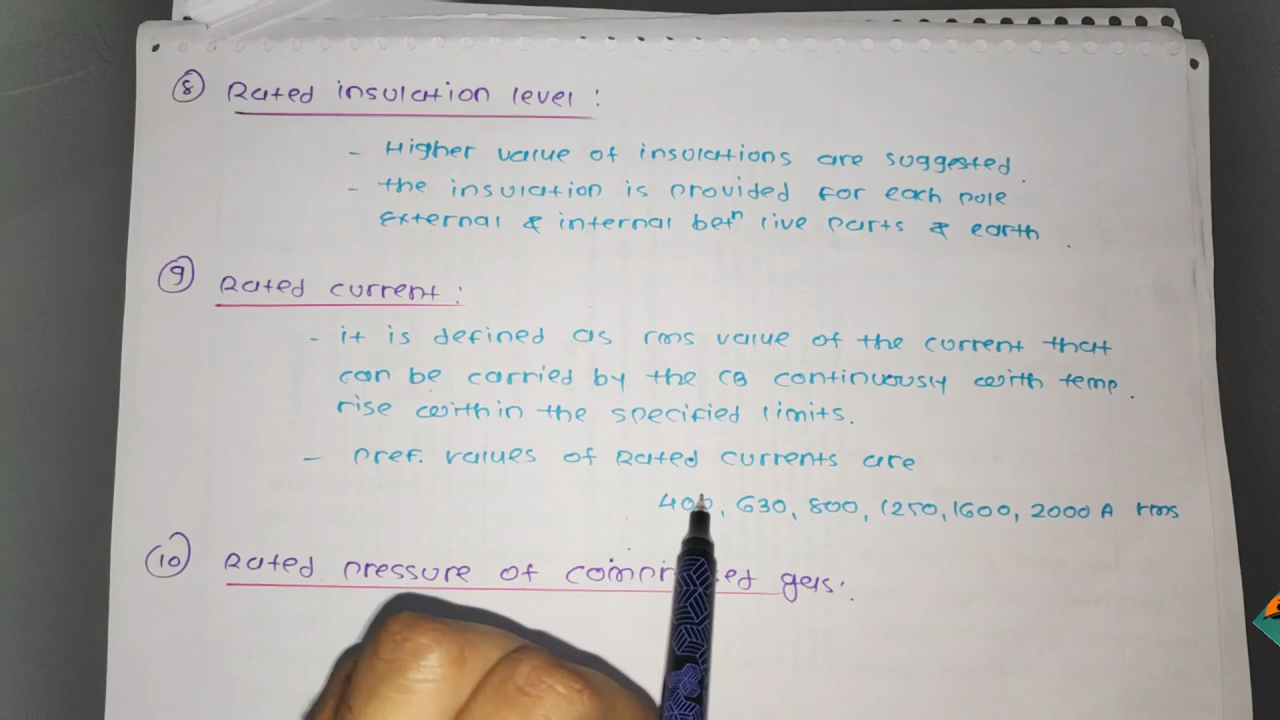 8 Rated insulation level :
- Higher value of insulations are suggested.
- the insulation is provided for each pole
External & internal betn live parts & earth .
9 Rated current :
- it is defined as rms value of the current that
can be carried by the CB continuously with temp.
rise within the specified limits.
- pref. values of Rated currents are
400, 630, 800, 1250, 1600, 2000 A rms
10 Rated pressure of gas:.